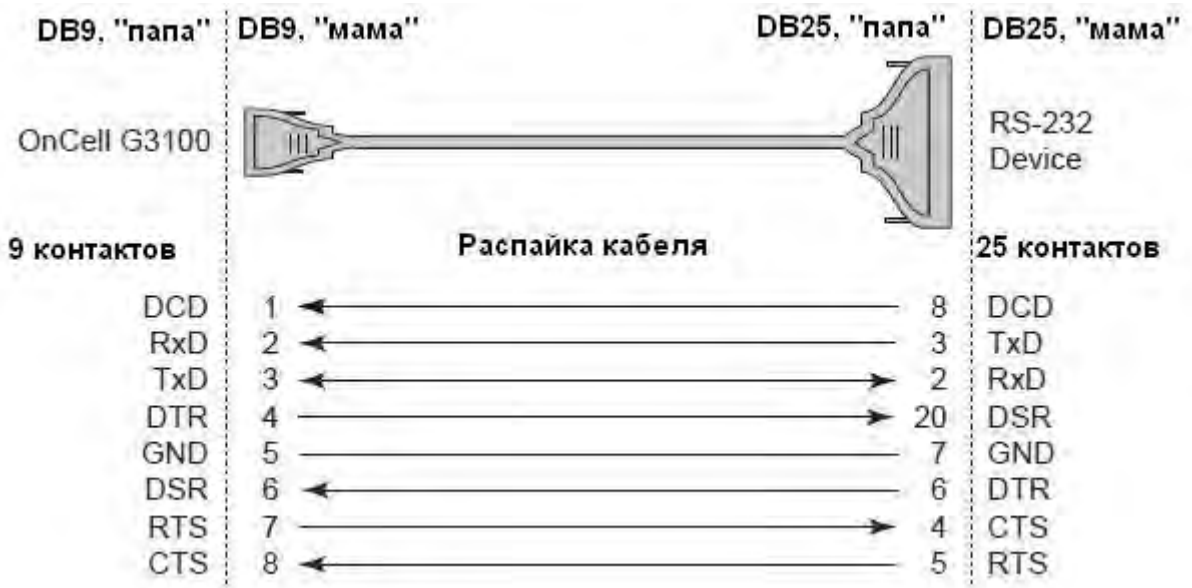 DB9, "папа" DB9, "мама" DB25, "папа" DB25, "мама"
OnCell G3100 RS-232
Device
9 контактов Распайка кабеля 25 контактов
DCD 1 8 DCD
RxD 2 3 TxD
TxD 3 2 RxD
DTR 4 20 DSR
GND 5 7 GND
DSR 6 6 DTR
RTS 7 4 CTS
CTS 8 5 RTS